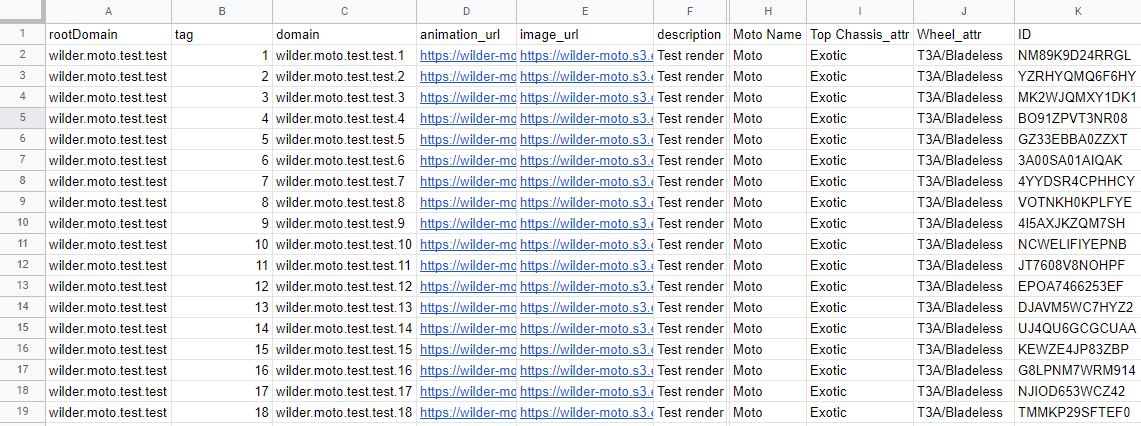 A B C D E F H I J K
1 rootDomain tag domain animation_url image_url description Moto Name Top Chassis_attr Wheel_attr ID
2 wilder.moto.test.test 1 wilder.moto.test.test.1 https://wilder-mo https://wilder-moto.s3.e Test render Moto Exotic T3A/Bladeless NM89K9D24RRGL
3 wilder.moto.test.test 2 wilder.moto.test.test.2 https://wilder-mo https://wilder-moto.s3.e Test render Moto Exotic T3A/Bladeless YZRHYQMQ6F6HY
4 wilder.moto.test.test 3 wilder.moto.test.test.3 https://wilder-mo https://wilder-moto.s3.e Test render Moto Exotic T3A/Bladeless MK2WJQMXY1DK1
5 wilder.moto.test.test 4 wilder.moto.test.test.4 https://wilder-mo https://wilder-moto.s3.e Test render Moto Exotic T3A/Bladeless BO91ZPVT3NR08
6 wilder.moto.test.test 5 wilder.moto.test.test.5 https://wilder-mo https://wilder-moto.s3.e Test render Moto Exotic T3A/Bladeless GZ33EBBA0ZZXT
7 wilder.moto.test.test 6 wilder.moto.test.test.6 https://wilder-mo https://wilder-moto.s3.e Test render Moto Exotic T3A/Bladeless 3A00SA01AIQAK
8 wilder.moto.test.test 7 wilder.moto.test.test.7 https://wilder-mo https://wilder-moto.s3.e Test render Moto Exotic T3A/Bladeless 4YYDSR4CPHHCY
9 wilder.moto.test.test 8 wilder.moto.test.test.8 https://wilder-mo https://wilder-moto.s3.e Test render Moto Exotic T3A/Bladeless VOTNKH0KPLFYE
10 wilder.moto.test.test 9 wilder.moto.test.test.9 https://wilder-mo https://wilder-moto.s3.e Test render Moto Exotic T3A/Bladeless 4I5AXJKZQM7SH
11 wilder.moto.test.test 10 wilder.moto.test.test.10 https://wilder-mo https://wilder-moto.s3.e Test render Moto Exotic T3A/Bladeless NCWELIFIYEPNB
12 wilder.moto.test.test 11 wilder.moto.test.test.11 https://wilder-mo https://wilder-moto.s3.e Test render Moto Exotic T3A/Bladeless JT7608V8NOHPF
13 wilder.moto.test.test 12 wilder.moto.test.test.12 https://wilder-mo https://wilder-moto.s3.e Test render Moto Exotic T3A/Bladeless EPOA7466253EF
14 wilder.moto.test.test 13 wilder.moto.test.test.13 https://wilder-mo https://wilder-moto.s3.e Test render Moto Exotic T3A/Bladeless DJAVM5WC7HYZ2
15 wilder.moto.test.test 14 wilder.moto.test.test.14 https://wilder-mo https://wilder-moto.s3.e Test render Moto Exotic T3A/Bladeless UJ4QU6GCGCUAA
16 wilder.moto.test.test 15 wilder.moto.test.test.15 https://wilder-mo https://wilder-moto.s3.e Test render Moto Exotic T3A/Bladeless KEWZE4JP83ZBP
17 wilder.moto.test.test 16 wilder.moto.test.test.16 https://wilder-mo https://wilder-moto.s3.e Test render Moto Exotic T3A/Bladeless G8LPNM7WRM914
18 wilder.moto.test.test 17 wilder.moto.test.test.17 https://wilder-mo https://wilder-moto.s3.e Test render Moto Exotic T3A/Bladeless NJIOD653WCZ42
19 wilder.moto.test.test 18 wilder.moto.test.test.18 https://wilder-mo https://wilder-moto.s3.e Test render Moto Exotic T3A/Bladeless TMMKP29SFTEF0